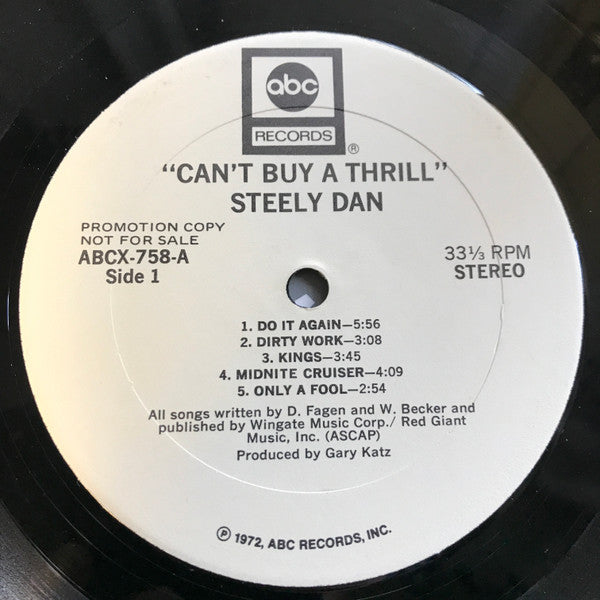 abc
RECORDS
®
"CAN'T BUY A THRILL"
STEELY DAN
PROMOTION COPY
NOT FOR SALE
ABCX-758-A
Side 1
33⅓ RPM
STEREO
1. DO IT AGAIN—5:56
2. DIRTY WORK—3:08
3. KINGS—3:45
4. MIDNITE CRUISER—4:09
5. ONLY A FOOL—2:54
All songs written by D. Fagen and W. Becker and
published by Wingate Music Corp./ Red Giant
Music, Inc. (ASCAP)
Produced by Gary Katz
℗ 1972, ABC RECORDS, INC.